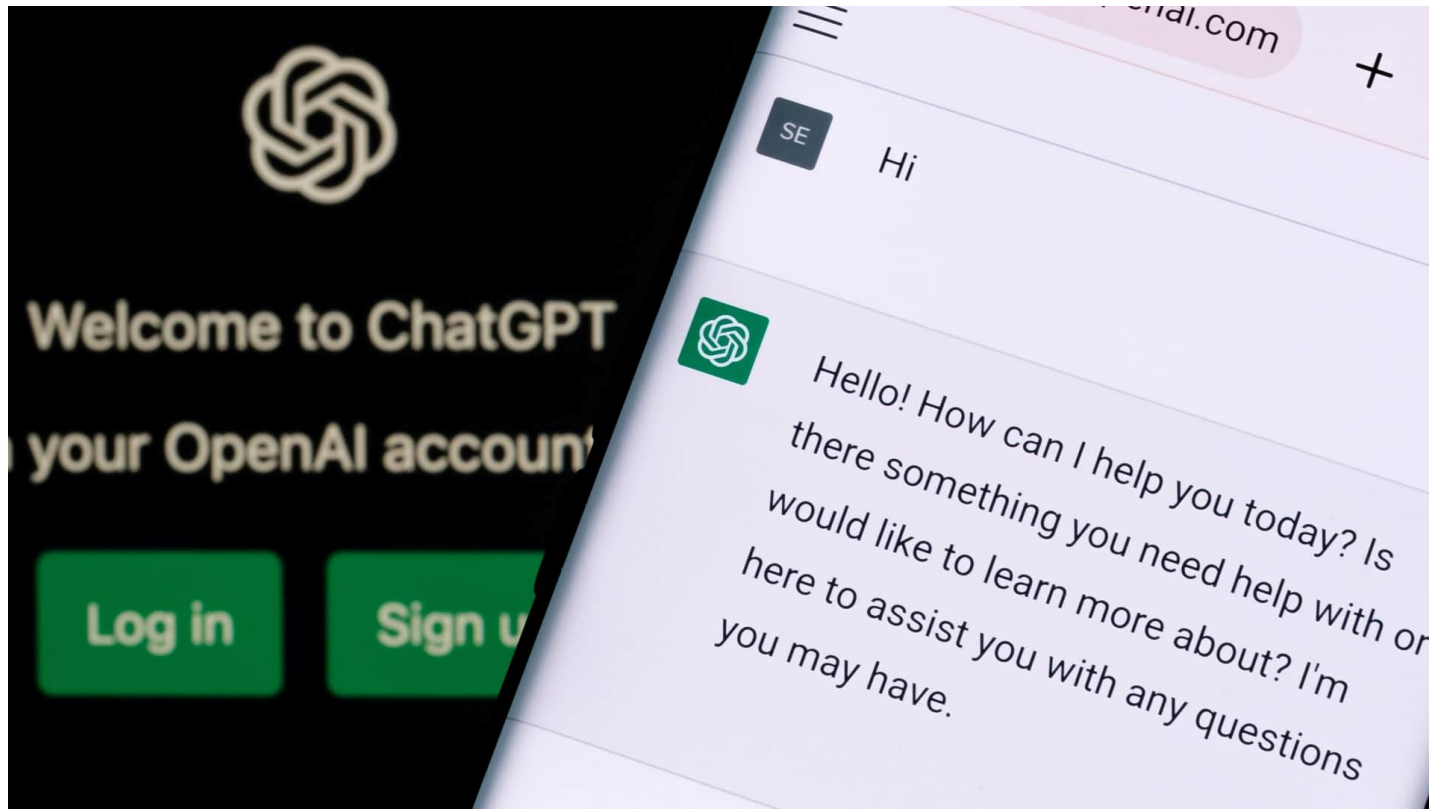 Welcome to ChatGPT
your OpenAI account
Log in
Sign u
enai.com
SE
Hi
Hello! How can I help you today? Is
there something you need help with or
would like to learn more about? I'm
here to assist you with any questions
you may have.